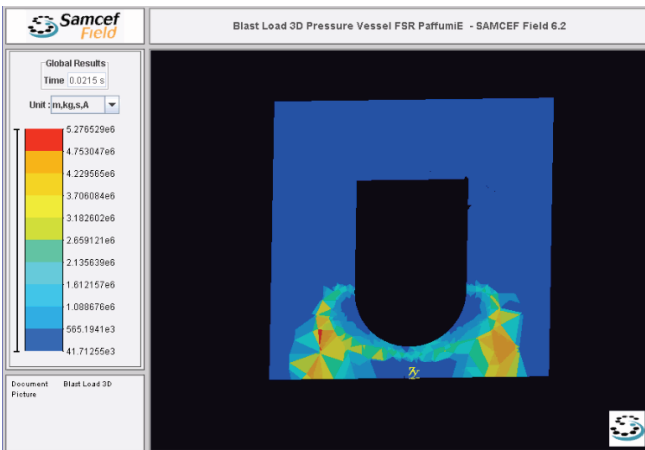 Samcef
Field
Blast Load 3D Pressure Vessel FSR PaffumiE - SAMCEF Field 6.2
Global Results
Time 0.0215 s
Unit : m,kg,s,A
5.276529e6
4.753047e6
4.229565e6
3.706084e6
3.182602e6
2.659121e6
2.135639e6
1.612157e6
1.088676e6
565.1941e3
41.71255e3
Document Blast Load 3D
Picture